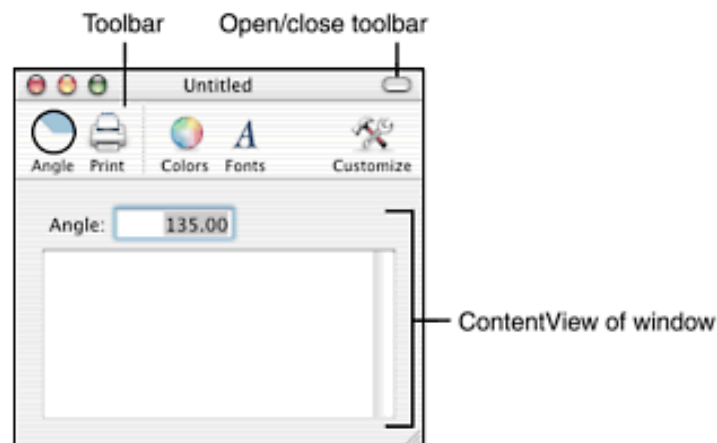 Toolbar Open/close toolbar
Untitled
Angle Print Colors Fonts Customize
Angle: 135.00
ContentView of window